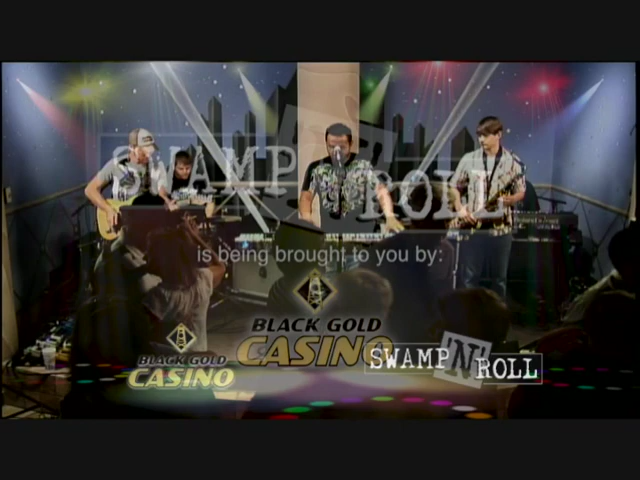 SWAMP 'N' ROLL
is being brought to you by:
BLACK GOLD
CASINO
BLACK GOLD
CASINO
SWAMP 'N' ROLL